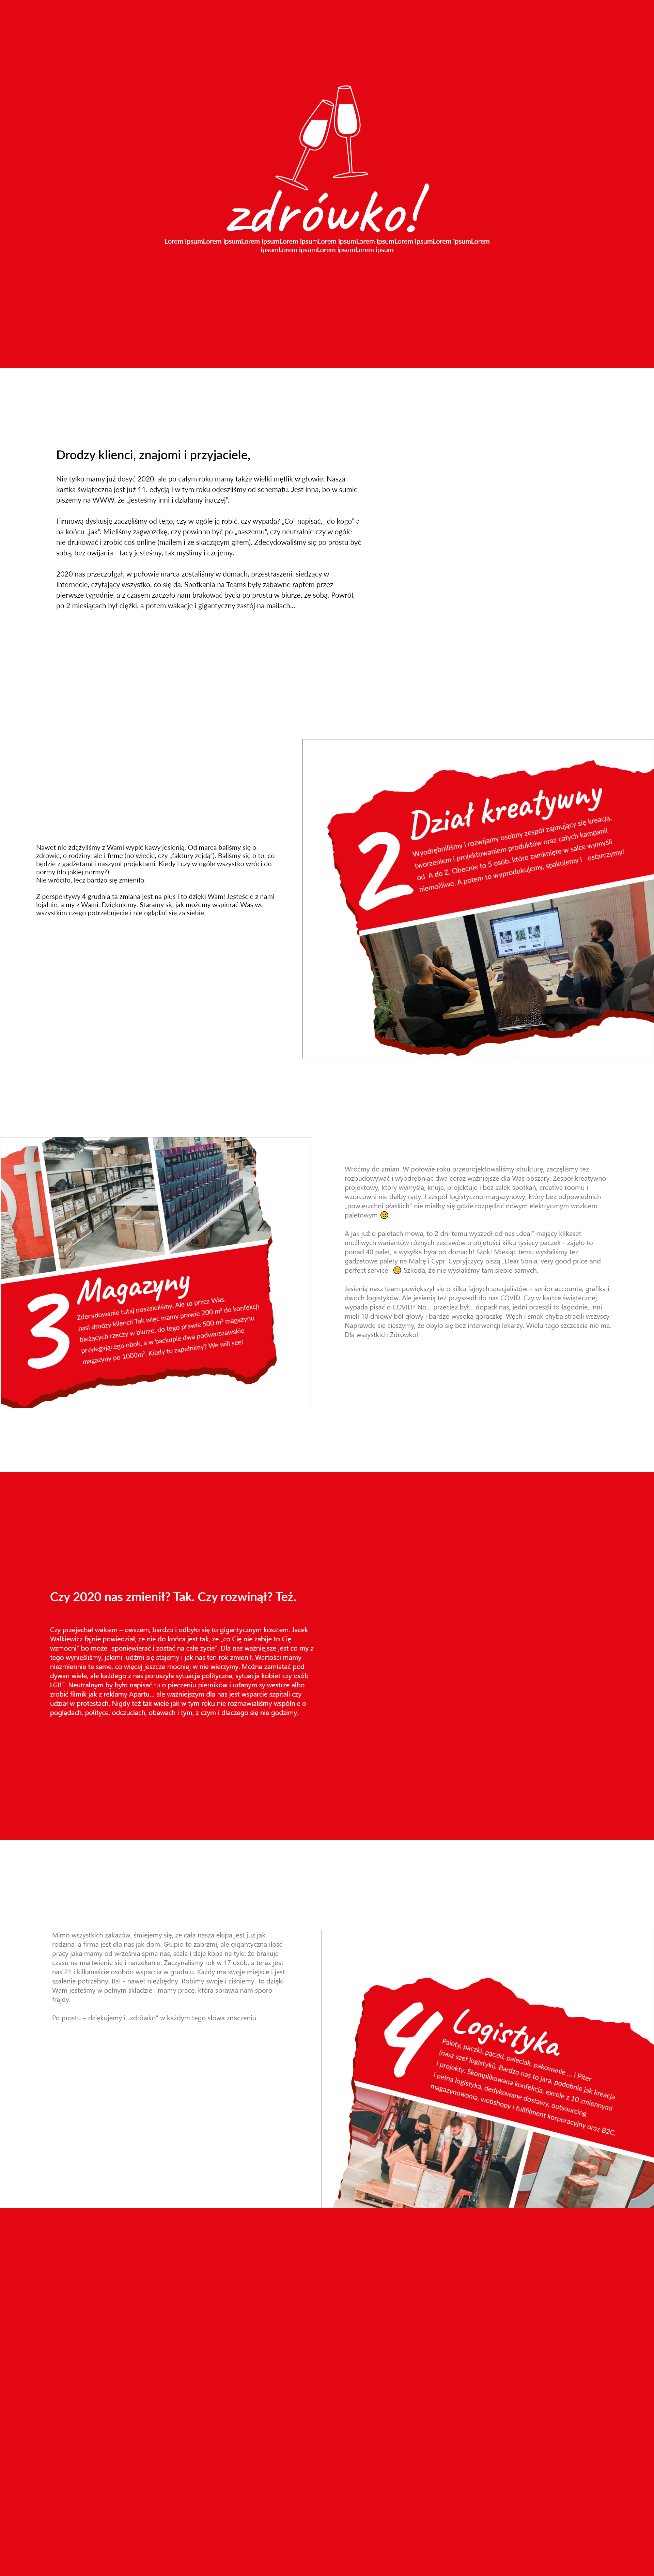 zdrówko!
Lorem ipsumLorem ipsumLorem ipsumLorem ipsumLorem ipsumLorem ipsumLorem ipsumLorem ipsumLorem
ipsumLorem ipsumLorem ipsumLorem ipsum
Drodzy klienci, znajomi i przyjaciele,
Nie tylko mamy już dosyć 2020, ale po całym roku mamy także wielki mętlik w głowie. Nasza
kartka świąteczna jest już 11. edycją i w tym roku odeszliśmy od schematu. Jest inna, bo w sumie
piszemy na WWW, że „jesteśmy inni i działamy inaczej”.
Firmową dyskusję zaczęliśmy od tego, czy w ogóle ją robić, czy wypada? „Co” napisać, „do kogo” a
na końcu „jak”. Mieliśmy zagwozdkę, czy powinno być po „naszemu”, czy neutralnie czy w ogóle
nie drukować i zrobić coś online (mailem i ze skaczącym gifem). Zdecydowaliśmy się po prostu być
sobą, bez owijania - tacy jesteśmy, tak myślimy i czujemy.
2020 nas przeczołgał, w połowie marca zostaliśmy w domach, przestraszeni, siedzący w
Internecie, czytający wszystko, co się da. Spotkania na Teams były zabawne raptem przez
pierwsze tygodnie, a z czasem zaczęło nam brakować bycia po prostu w biurze, ze sobą. Powrót
po 2 miesiącach był ciężki, a potem wakacje i gigantyczny zastój na mailach...
Nawet nie zdążyliśmy z Wami wypić kawy jesienią. Od marca baliśmy się o
zdrowie, o rodziny, ale i firmę (no wiecie, czy „faktury zejdą”). Baliśmy się o to, co
będzie z gadżetami i naszymi projektami. Kiedy i czy w ogóle wszystko wróci do
normy (do jakiej normy?).
Nie wróciło, lecz bardzo się zmieniło.
Z perspektywy 4 grudnia ta zmiana jest na plus i to dzięki Wam! Jesteście z nami
lojalnie, a my z Wami. Dziękujemy. Staramy się jak możemy wspierać Was we
wszystkim czego potrzebujecie i nie oglądać się za siebie.
2 Dział kreatywny
Wyodrębniliśmy i rozwijamy osobny zespół zajmujący się kreacją,
tworzeniem i projektowaniem produktów oraz całych kampanii
od A do Z. Obecnie to 5 osób, które zamknięte w salce wymyśli
niemożliwe. A potem to wyprodukujemy, spakujemy i ostarczymy!
3 Magazyny
Zdecydowanie tutaj poszaleliśmy. Ale to przez Was,
nasi drodzy klienci! Tak więc mamy prawie 200 m² do konfekcji
bieżących rzeczy w biurze, do tego prawie 500 m² magazynu
przylegającego obok, a w backupie dwa podwarszawskie
magazyny po 1000m². Kiedy to zapełnimy? We will see!
Wróćmy do zmian. W połowie roku przeprojektowaliśmy strukturę, zaczęliśmy też
rozbudowywać i wyodrębniać dwa coraz ważniejsze dla Was obszary. Zespół kreatywno-
projektowy, który wymyśla, knuje, projektuje i bez salek spotkań, creative roomu i
wzorcowni nie dałby rady. I zespół logistyczno-magazynowy, który bez odpowiednich
„powierzchni płaskich” nie miałby się gdzie rozpędzić nowym elektrycznym wózkiem
paletowym 😉
A jak już o paletach mowa, to 2 dni temu wyszedł od nas „deal” mający kilkaset
możliwych wariantów różnych zestawów o objętości kilku tysięcy paczek - zajęło to
ponad 40 palet, a wysyłka była po domach! Szok! Miesiąc temu wysłaliśmy też
gadżetowe palety na Maltę i Cypr. Cypryjczycy piszą „Dear Sonia, very good price and
perfect service” 😉 Szkoda, że nie wysłaliśmy tam siebie samych.
Jesienią nasz team powiększył się o kilku fajnych specjalistów – senior accounta, grafika i
dwóch logistyków. Ale jesienią też przyszedł do nas COVID. Czy w kartce świątecznej
wypada pisać o COVID? No... przecież był... dopadł nas, jedni przeszli to łagodnie, inni
mieli 10 dniowy ból głowy i bardzo wysoką gorączkę. Węch i smak chyba stracili wszyscy.
Naprawdę się cieszymy, że obyło się bez interwencji lekarzy. Wielu tego szczęścia nie ma.
Dla wszystkich Zdrówko!
Czy 2020 nas zmienił? Tak. Czy rozwinął? Też.
Czy przejechał walcem – owszem, bardzo i odbyło się to gigantycznym kosztem. Jacek
Walkiewicz fajnie powiedział, że nie do końca jest tak, że „co Cię nie zabije to Cię
wzmocni” bo może „sponiewierać i zostać na całe życie”. Dla nas ważniejsze jest co my z
tego wynieśliśmy, jakimi ludźmi się stajemy i jak nas ten rok zmienił. Wartości mamy
niezmiennie te same, co więcej jeszcze mocniej w nie wierzymy. Można zamiatać pod
dywan wiele, ale każdego z nas poruszyła sytuacja polityczna, sytuacja kobiet czy osób
LGBT. Neutralnym by było napisać tu o pieczeniu pierników i udanym sylwestrze albo
zrobić filmik jak z reklamy Apartu... ale ważniejszym dla nas jest wsparcie szpitali czy
udział w protestach. Nigdy też tak wiele jak w tym roku nie rozmawialiśmy wspólnie o
poglądach, polityce, odczuciach, obawach i tym, z czym i dlaczego się nie godzimy.
Mimo wszystkich zakazów, śmiejemy się, że cała nasza ekipa jest już jak
rodzina, a firma jest dla nas jak dom. Głupio to zabrzmi, ale gigantyczna ilość
pracy jaką mamy od września spina nas, scala i daje kopa na tyle, że brakuje
czasu na martwienie się i narzekanie. Zaczynaliśmy rok w 17 osób, a teraz jest
nas 21 i kilkanaście osóbdo wsparcia w grudniu. Każdy ma swoje miejsce i jest
szalenie potrzebny. Ba! - nawet niezbędny. Robimy swoje i ciśniemy. To dzięki
Wam jesteśmy w pełnym składzie i mamy pracę, która sprawia nam sporo
frajdy.
Po prostu – dziękujemy i „zdrówko” w każdym tego słowa znaczeniu.
4 Logistyka
Palety, paczki, pączki, paleciak, pakowanie ... i Piter
(nasz szef logistyki). Bardzo nas to jara, podobnie jak kreacja
i projekty. Skomplikowana konfekcja, excele z 10 zmiennymi
i pełna logistyka, dedykowane dostawy, outsourcing
magazynowania, webshopy i fullfilment korporacyjny oraz B2C.